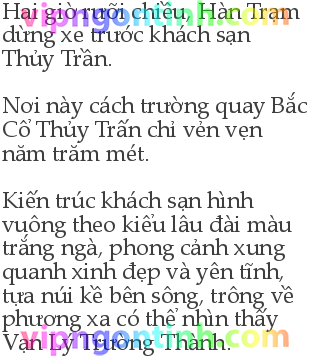 Hai giờ rưỡi chiều, Hàn Trạm
dừng xe trước khách sạn
Thủy Trần.
Nơi này cách trường quay Bắc
Cổ Thủy Trấn chỉ vẻn vẹn
năm trăm mét.
Kiến trúc khách sạn hình
vuông theo kiểu lâu đài màu
trắng ngà, phong cảnh xung
quanh xinh đẹp và yên tĩnh,
tựa núi kề bên sông, trông về
phương xa có thể nhìn thấy
Vạn Lý Trường Thành.
vipngontinh.com
vipngontinh.com
vipngontinh.com